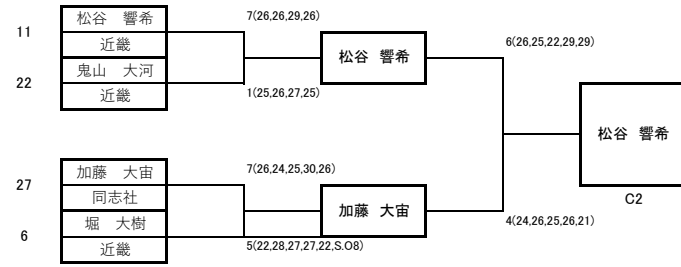 11
松谷　響希
近畿
7(26,26,29,26)
22
鬼山　大河
近畿
1(25,26,27,25)
松谷　響希
6(26,25,22,29,29)
27
加藤　大宙
同志社
7(26,24,25,30,26)
6
堀　大樹
近畿
5(22,28,27,27,22,S.O8)
加藤　大宙
4(24,26,25,26,21)
松谷　響希
C2